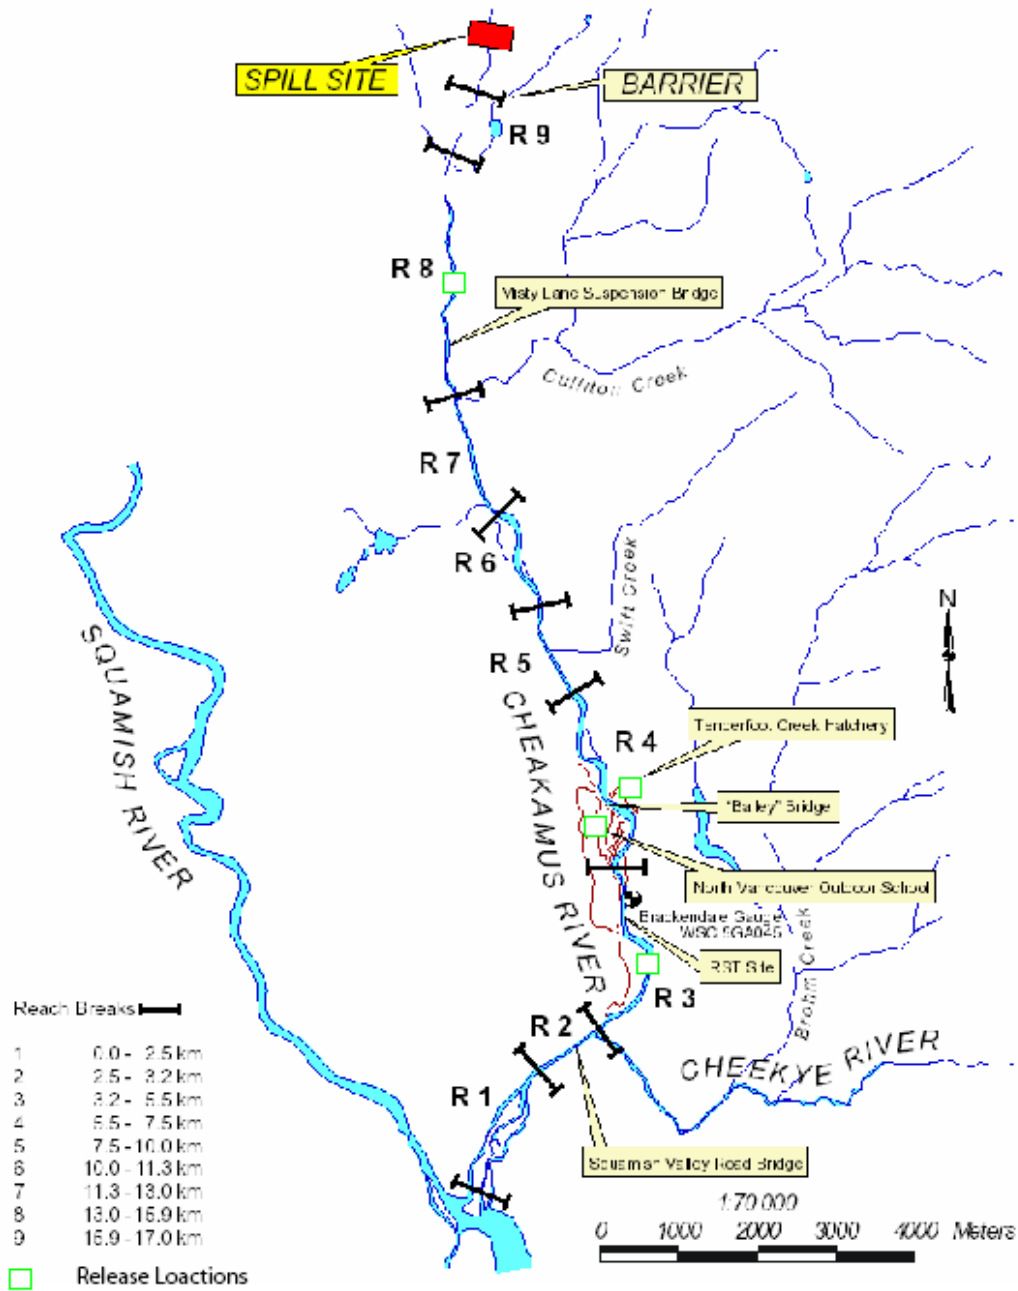 SPILL SITE
BARRIER
R 9
R 8
Misty Lane Suspension Bridge
Culliton Creek
R 7
R 6
Swift Creek
N
SQUAMISH RIVER
R 5
CHEAKAMUS RIVER
Tenderfoot Creek Hatchery
R 4
"Bailey" Bridge
North Vancouver Outdoor School
Brackendale Gauge
WSC 8GA045
RST Site
Brohm Creek
R 3
R 2
CHEEKYE RIVER
R 1
Squamish Valley Road Bridge
Reach Breaks
1 0.0 - 2.5 km
2 2.5 - 3.2 km
3 3.2 - 5.5 km
4 5.5 - 7.5 km
5 7.5 - 10.0 km
6 10.0 - 11.3 km
7 11.3 - 13.0 km
8 13.0 - 15.9 km
9 15.9 - 17.0 km
1:70 000
0 1000 2000 3000 4000 Meters
Release Loactions